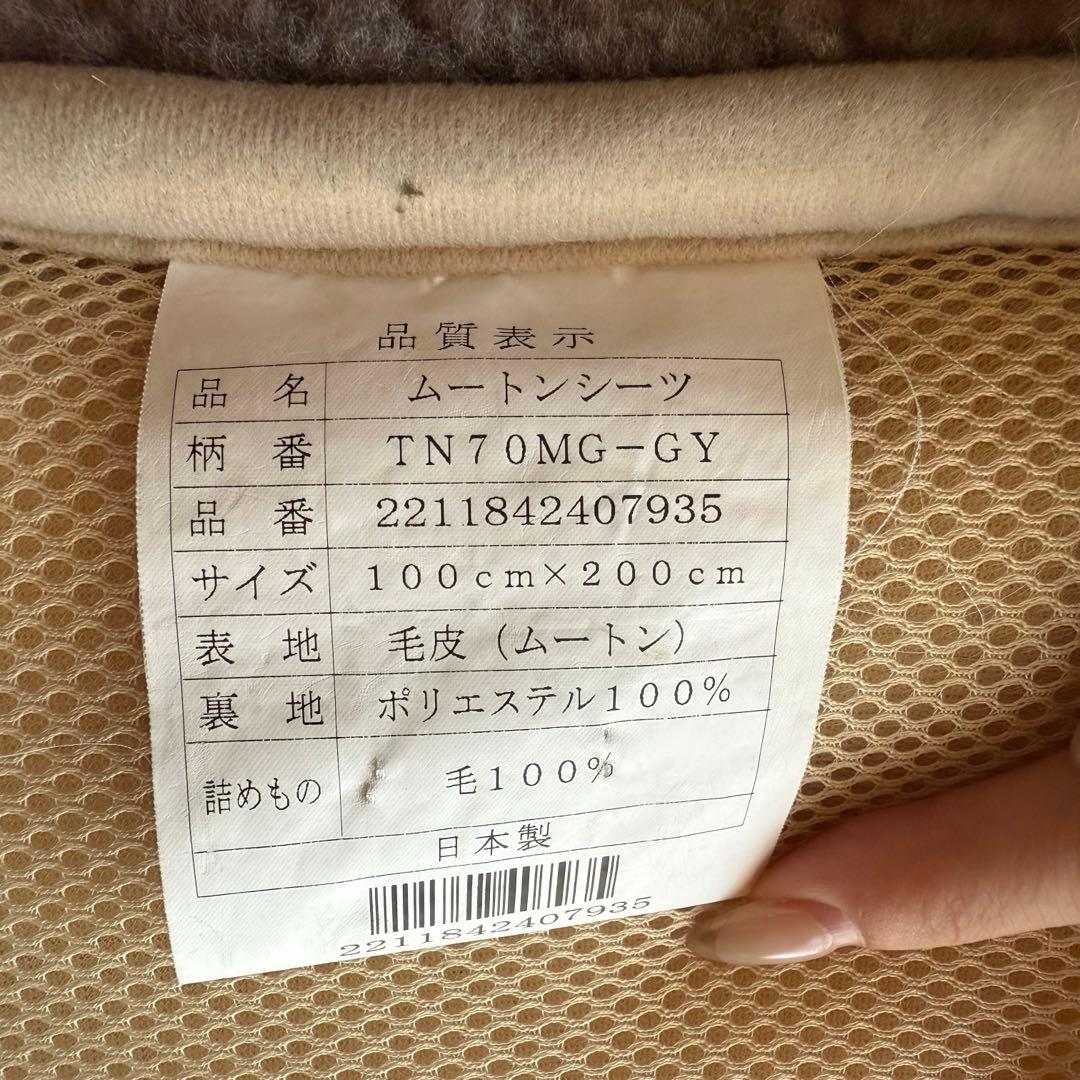 品質表示
品名 ムートンシーツ
柄番 TN70MG-GY
品番 2211842407935
サイズ 100cm×200cm
表地 毛皮(ムートン)
裏地 ポリエステル100%
詰めもの 毛100%
日本製
2211842407935